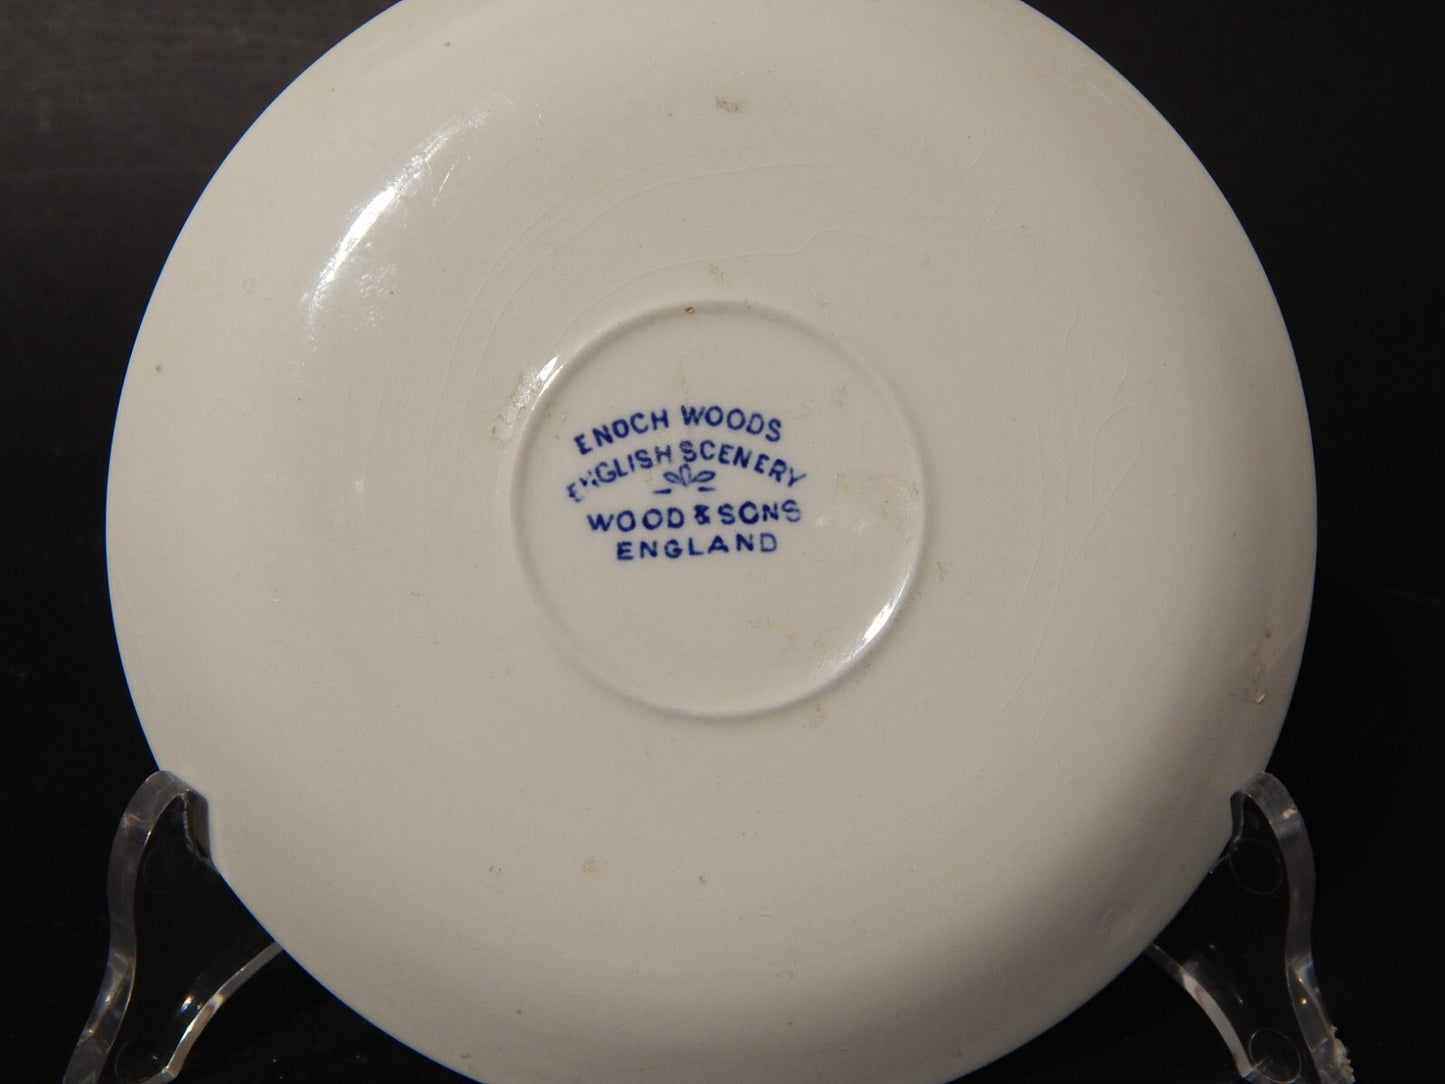 ENOCH WOODS
ENGLISH SCENERY
WOOD & SONS
ENGLAND